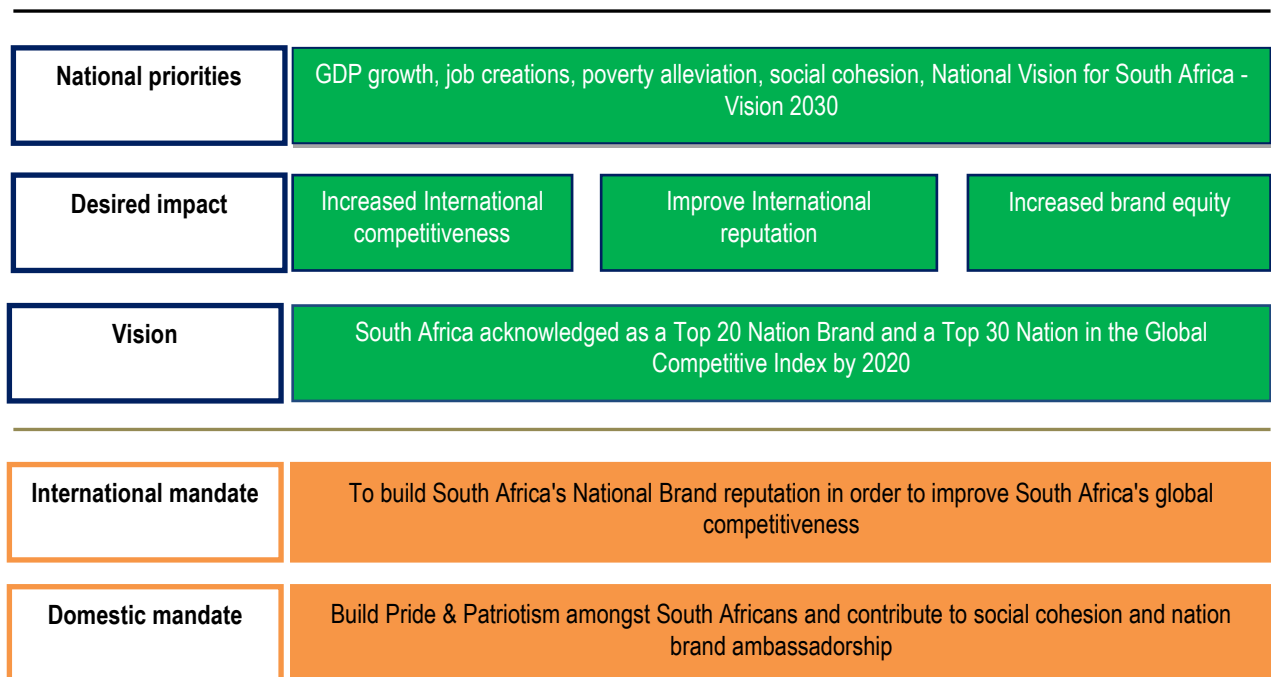 National priorities
GDP growth, job creations, poverty alleviation, social cohesion, National Vision for South Africa -
Vision 2030
Desired impact
Increased International
competitiveness
Improve International
reputation
Increased brand equity
Vision
South Africa acknowledged as a Top 20 Nation Brand and a Top 30 Nation in the Global
Competitive Index by 2020
International mandate
To build South Africa's National Brand reputation in order to improve South Africa's global
competitiveness
Domestic mandate
Build Pride & Patriotism amongst South Africans and contribute to social cohesion and nation
brand ambassadorship